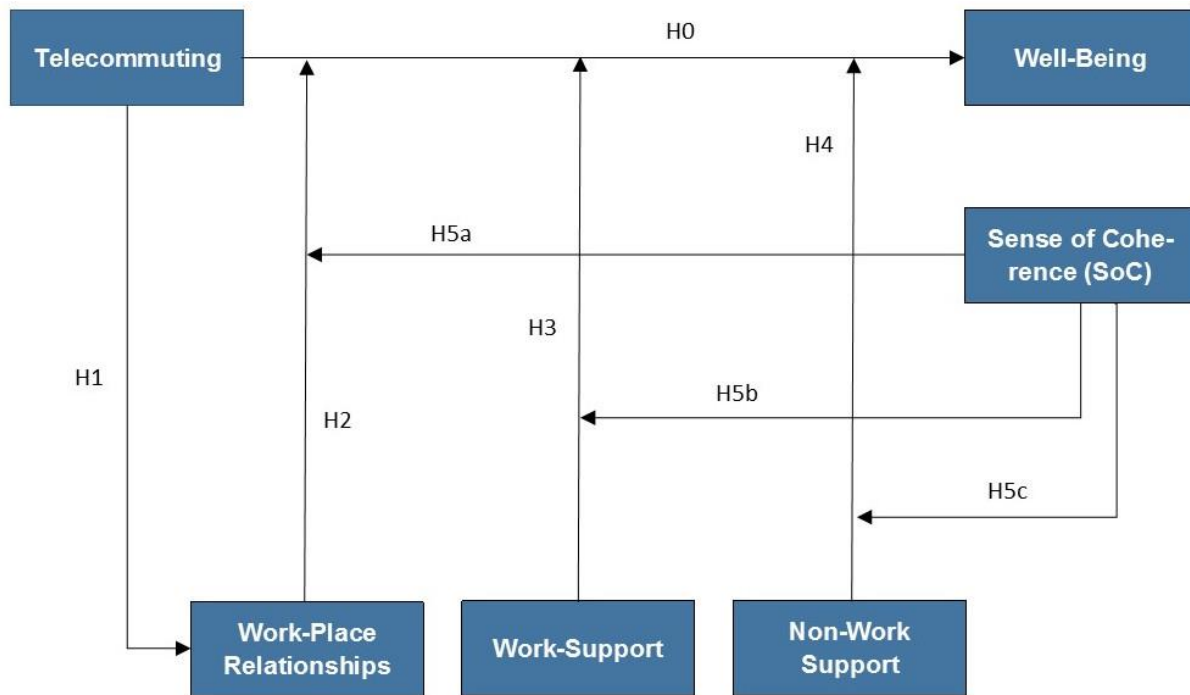 H0
Telecommuting
Well-Being
H4
H5a
Sense of Cohe-
rence (SoC)
H3
H1
H5b
H2
H5c
Work-Place
Relationships
Work-Support
Non-Work
Support